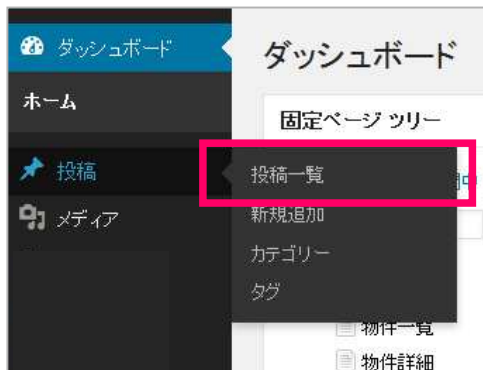 ダッシュボード
ダッシュボード
ホーム
固定ページ ツリー
投稿
投稿一覧
中
メディア
新規追加
カテゴリー
タグ
物件一覧
物件詳細